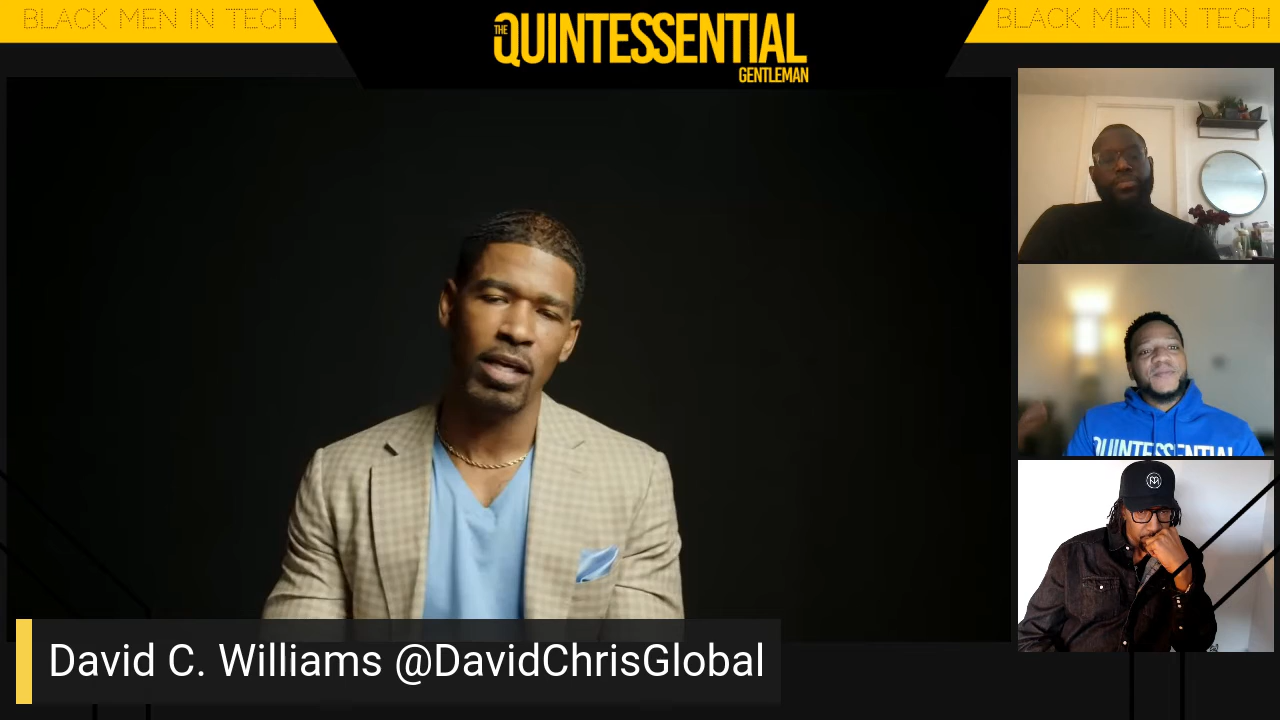 BLACK MEN IN TECH
THE QUINTESSENTIAL
GENTLEMAN
BLACK MEN IN TECH
QUINTESSENTIAL
David C. Williams @DavidChrisGlobal